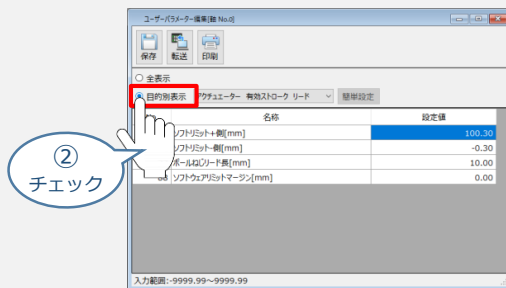 ユーザーパラメーター編集[軸 No.0]
保存 転送 印刷
全表示
目的別表示 アクチュエーター 有効ストローク リード 簡単設定
名称 設定値
ソフトリミット+側[mm] 100.30
ソフトリミット-側[mm] -0.30
ボールねじリード長[mm] 10.00
ソフトウェアリミットマージン[mm] 0.00
②
チェック
入力範囲:-9999.99~9999.99